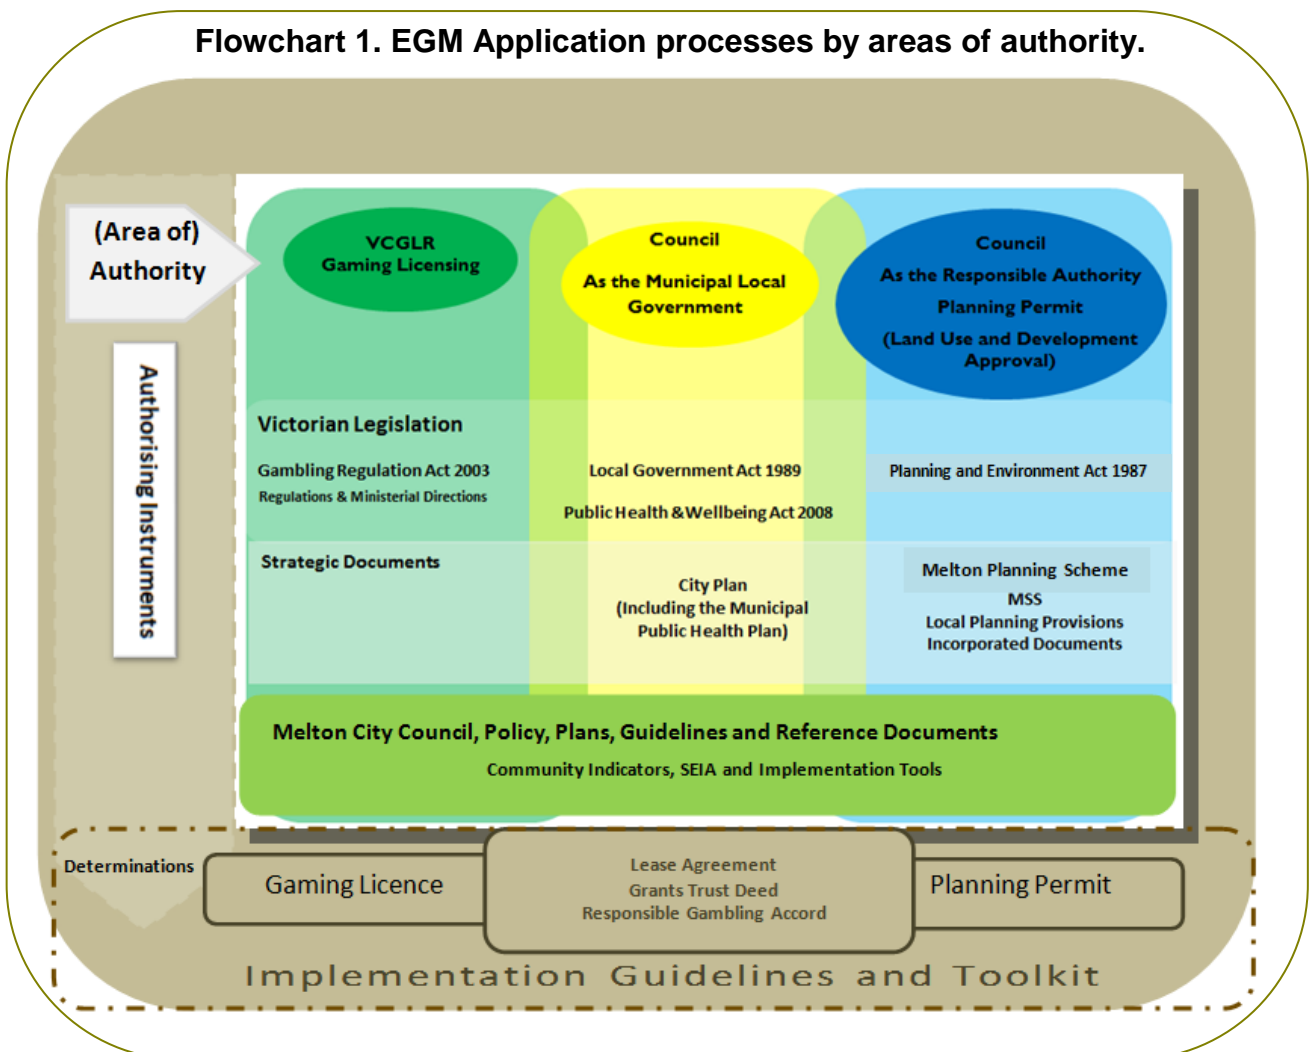 Flowchart 1. EGM Application processes by areas of authority.
(Area of)
Authority
VCGLR
Gaming Licensing
Council
As the Municipal Local
Government
Council
As the Responsible Authority
Planning Permit
(Land Use and Development
Approval)
Authorising Instruments
Victorian Legislation
Gambling Regulation Act 2003
Regulations & Ministerial Directions
Local Government Act 1989
Public Health & Wellbeing Act 2008
Planning and Environment Act 1987
Strategic Documents
City Plan
(Including the Municipal
Public Health Plan)
Melton Planning Scheme
MSS
Local Planning Provisions
Incorporated Documents
Melton City Council, Policy, Plans, Guidelines and Reference Documents
Community Indicators, SEIA and Implementation Tools
Determinations
Gaming Licence
Lease Agreement
Grants Trust Deed
Responsible Gambling Accord
Planning Permit
Implementation Guidelines and Toolkit